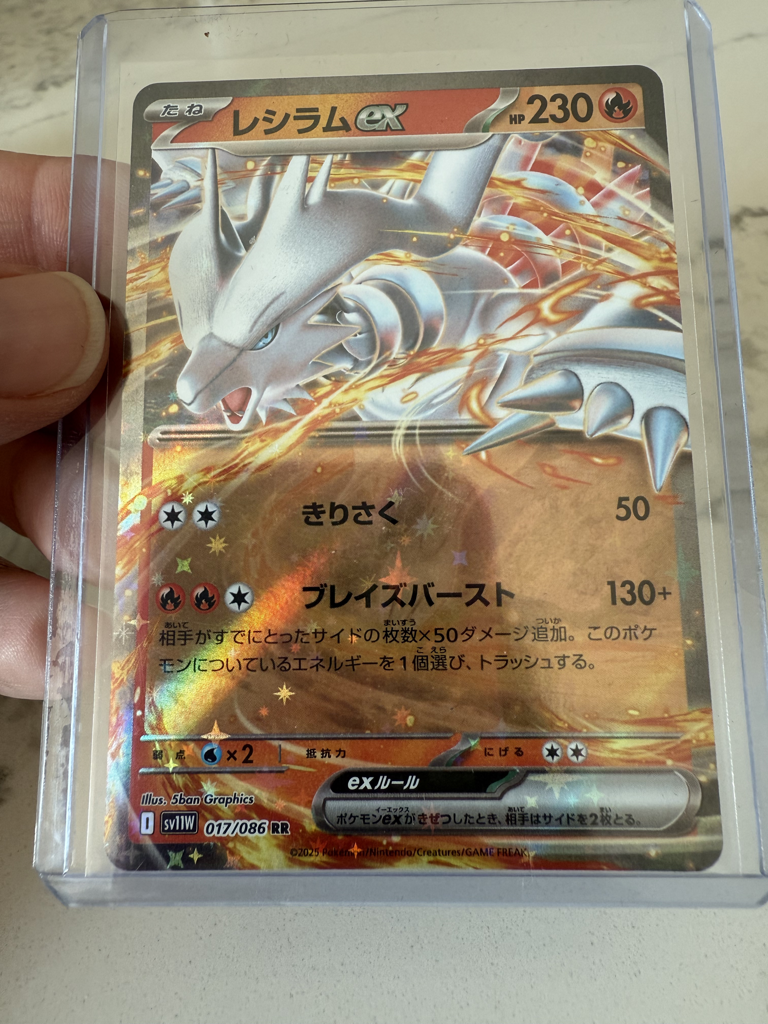 たね
レシラムex
HP230
きりさく 50
ブレイズバースト 130+
相手がすでにとったサイドの枚数×50ダメージ追加。このポケ
モンについているエネルギーを1個選び、トラッシュする。
弱点 ×2 抵抗力 にげる
exルール
ポケモンexがきぜつしたとき、相手はサイドを2枚とる。
Illus. 5ban Graphics
I sv11W 017/086 RR
©2025 Pokémon/Nintendo/Creatures/GAME FREAK